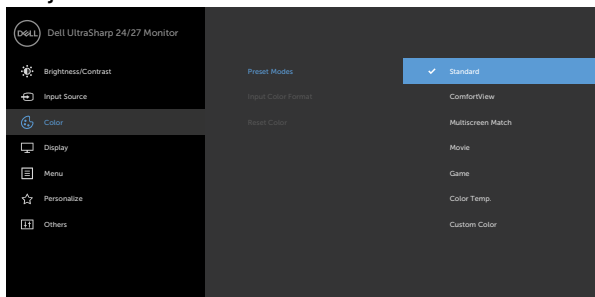 DELL Dell UltraSharp 24/27 Monitor
Brightness/Contrast Preset Modes Standard
Input Source Input Color Format ComfortView
Color Reset Color Multiscreen Match
Display Movie
Menu Game
Personalize Color Temp.
Others Custom Color